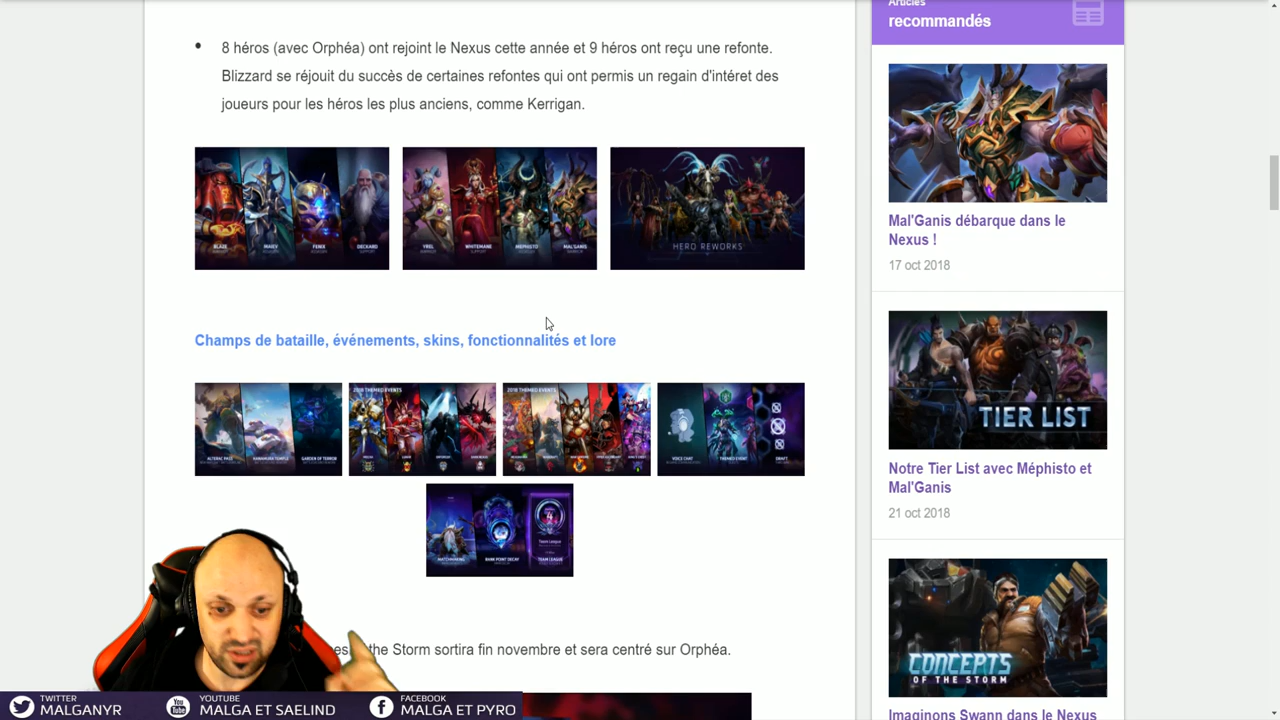 Articles
recommandés
• 8 héros (avec Orphéa) ont rejoint le Nexus cette année et 9 héros ont reçu une refonte.
Blizzard se réjouit du succès de certaines refontes qui ont permis un regain d'intéret des
joueurs pour les héros les plus anciens, comme Kerrigan.
BLAZE
MAIEV
FENIX
DECKARD
YREL
WHITEMANE
MEPHISTO
MAL'GANIS
HERO REWORKS
Champs de bataille, événements, skins, fonctionnalités et lore
ALTERAC PASS
HANAMURA TEMPLE
GARDEN OF TERROR
2018 THEMED EVENTS
2018 THEMED EVENTS
VOICE CHAT
THEMED EVENT
DRAFT
MATCHMAKING
RANK POINT DECAY
4
Team League
TEAM LEAGUE
the Storm sortira fin novembre et sera centré sur Orphéa.
Mal'Ganis débarque dans le
Nexus !
17 oct 2018
TIER LIST
Notre Tier List avec Méphisto et
Mal'Ganis
21 oct 2018
CONCEPTS
OF THE STORM
Imaginons Swann dans le Nexus
TWITTER
MALGANYR
You
Tube
YOUTUBE
MALGA ET SAELIND
FACEBOOK
MALGA ET PYRO